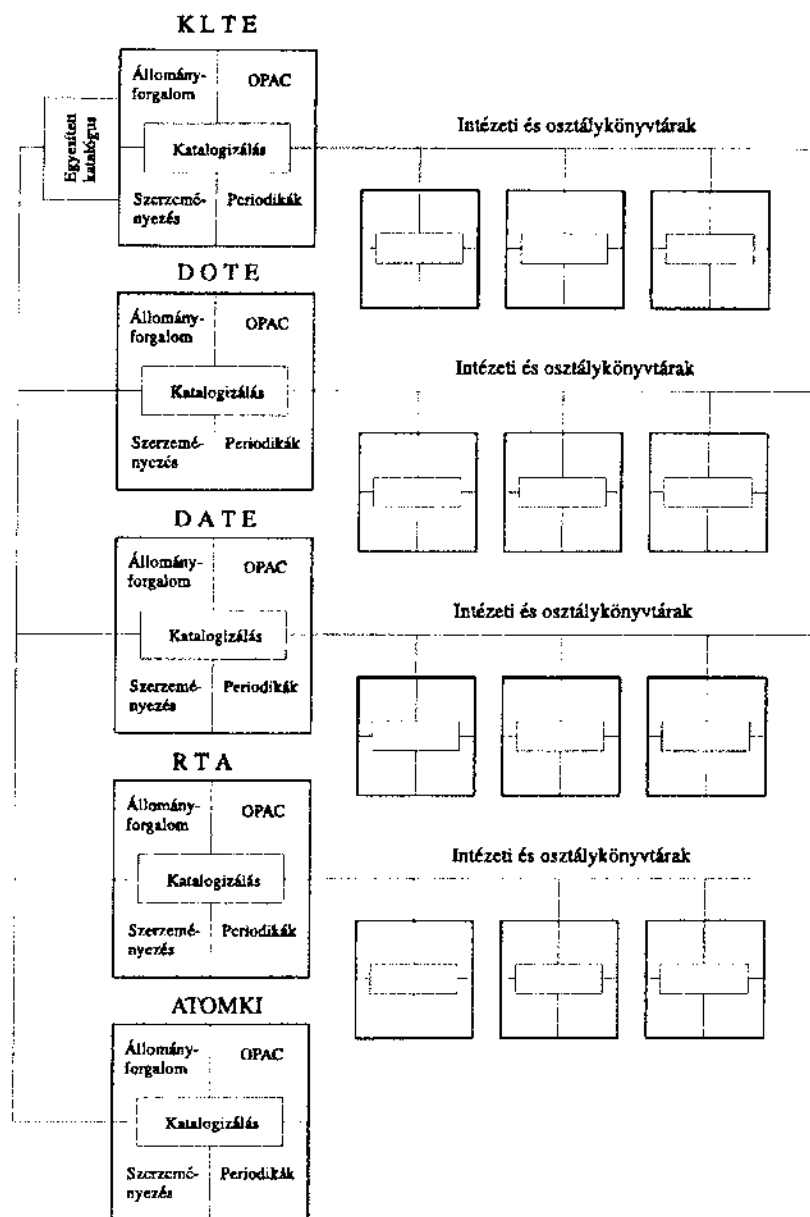 KLTE
Állomány-
forgalom
OPAC
Egyesített
katalógus
Katalogizálás
Szerzemé-
nyezés
Periodikák
Intézeti és osztálykönyvtárak
DOTE
Állomány-
forgalom
OPAC
Katalogizálás
Szerzemé-
nyezés
Periodikák
Intézeti és osztálykönyvtárak
DATE
Állomány-
forgalom
OPAC
Katalogizálás
Szerzemé-
nyezés
Periodikák
Intézeti és osztálykönyvtárak
RTA
Állomány-
forgalom
OPAC
Katalogizálás
Szerzemé-
nyezés
Periodikák
Intézeti és osztálykönyvtárak
ATOMKI
Állomány-
forgalom
OPAC
Katalogizálás
Szerzemé-
nyezés
Periodikák